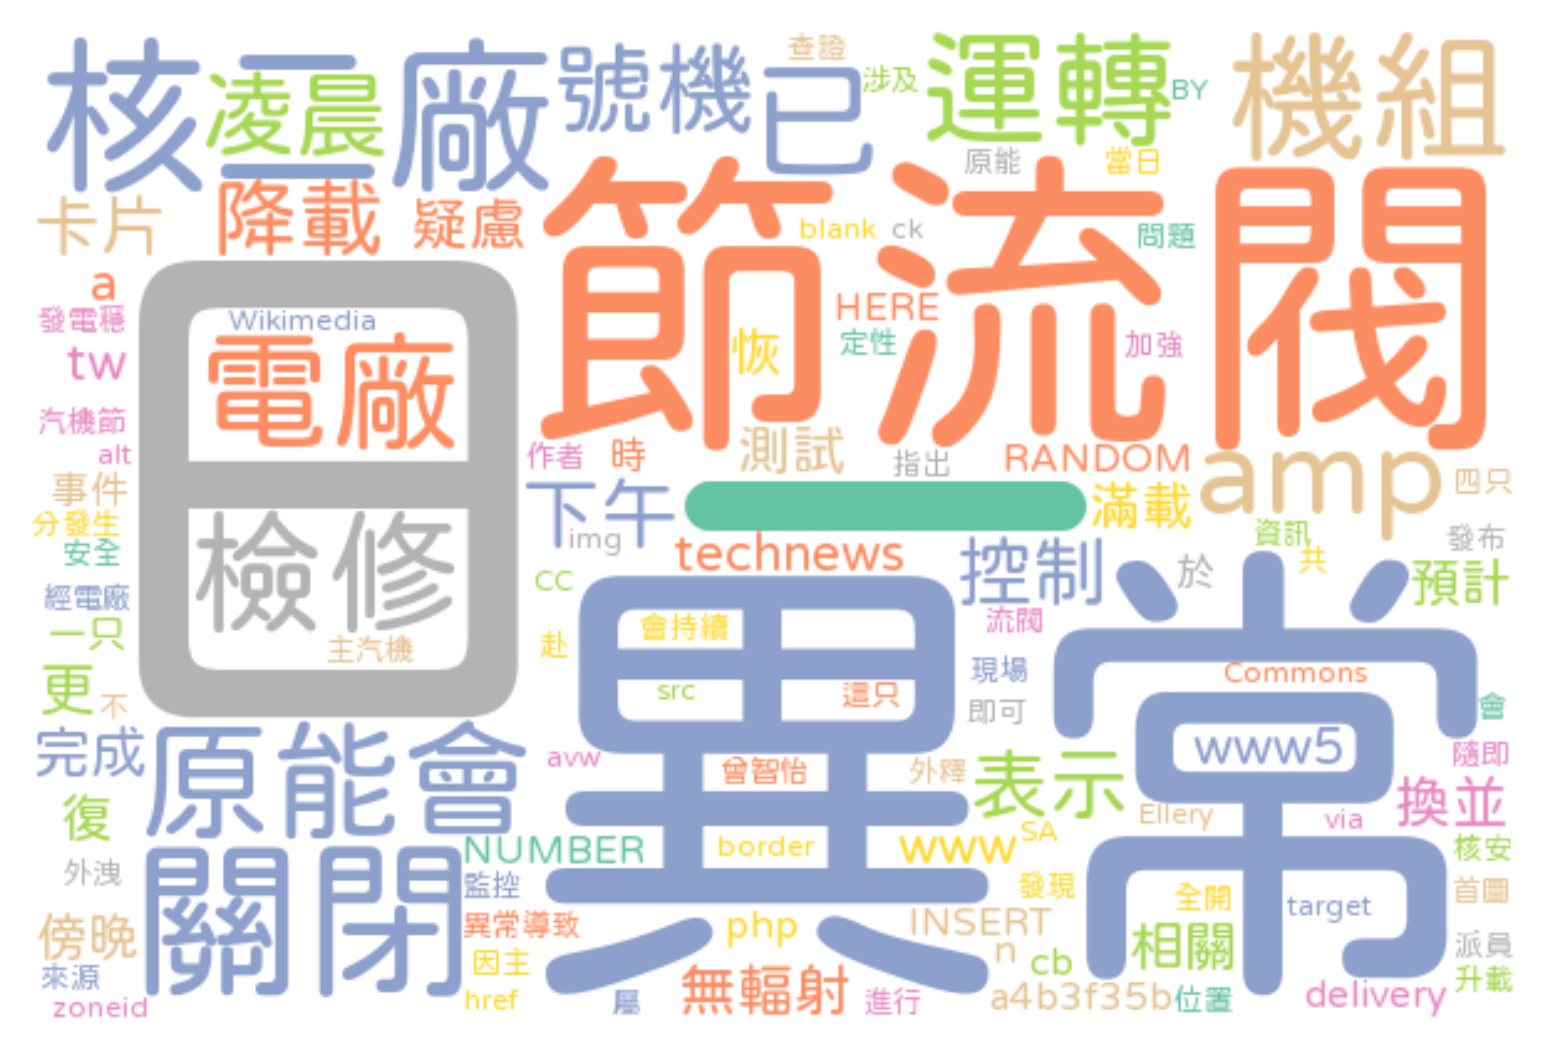 核二廠
凌晨
號機
已
查證
涉及
運轉
BY
機組
原能
當日
卡片
降載
疑慮
節流閥
blank
ck
問題
a
日
發電穩
Wikimedia
HERE
tw
電廠
恢
定性
加強
汽機節
alt
作者
時
測試
指出
RANDOM
amp
四只
事件
分發生
檢修
下午
一
滿載
資訊
發布
安全
img
technews
控制
於
共
預計
經電廠
CC
異常
流閥
一只
主汽機
赴
會持續
現場
Commons
更
不
src
這只
即可
會
完成
原能會
avw
曾智怡
外釋
表示
www5
隨即
復
Ellery
via
換並
NUMBER
border
www
SA
核安
外洩
關閉
監控
發現
全開
target
首圖
傍晚
異常導致
php
INSERT
n
相關
派員
來源
因主
cb
升載
zoneid
href
屬
無輻射
進行
a4b3f35b
位置
delivery